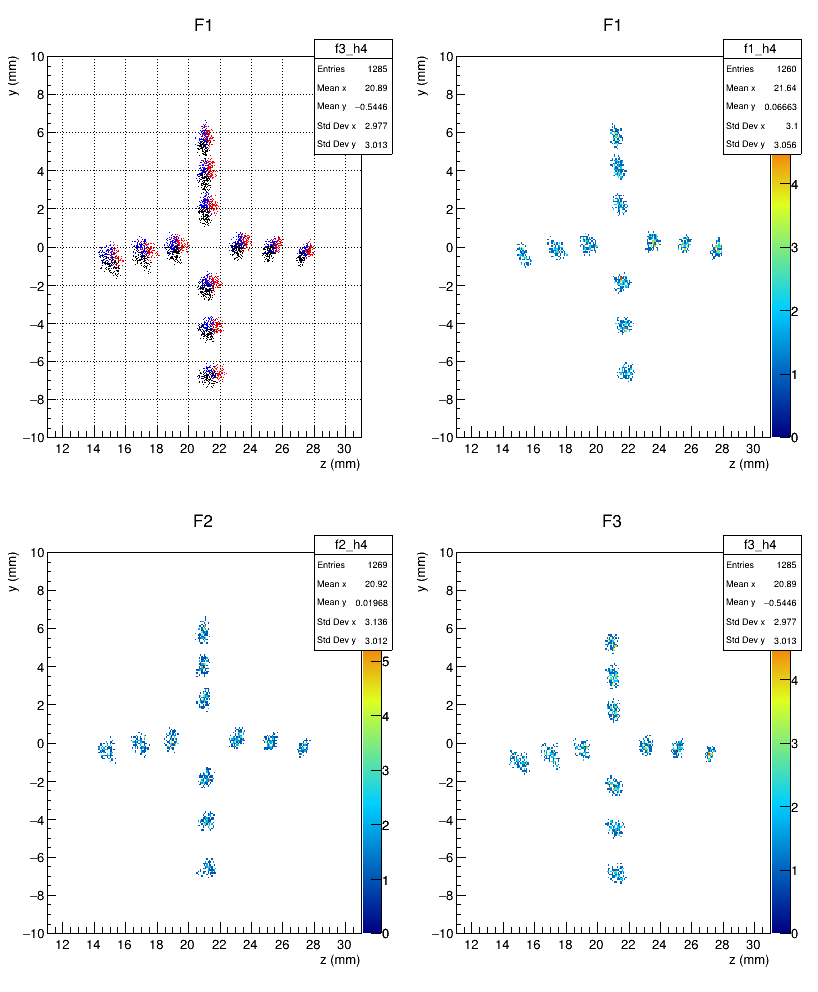 F1
f3_h4
Entries 1285
Mean x 20.89
Mean y −0.5446
Std Dev x 2.977
Std Dev y 3.013
y (mm)
10
8
6
4
2
0
−2
−4
−6
−8
−10
12 14 16 18 20 22 24 26 28 30
z (mm)
F1
f1_h4
Entries 1260
Mean x 21.64
Mean y 0.06663
Std Dev x 3.1
Std Dev y 3.056
y (mm)
10
8
6
4
2
0
−2
−4
−6
−8
−10
12 14 16 18 20 22 24 26 28 30
z (mm)
4
3
2
1
0
F2
f2_h4
Entries 1269
Mean x 20.92
Mean y 0.01968
Std Dev x 3.136
Std Dev y 3.012
y (mm)
10
8
6
4
2
0
−2
−4
−6
−8
−10
12 14 16 18 20 22 24 26 28 30
z (mm)
5
4
3
2
1
0
F3
f3_h4
Entries 1285
Mean x 20.89
Mean y −0.5446
Std Dev x 2.977
Std Dev y 3.013
y (mm)
10
8
6
4
2
0
−2
−4
−6
−8
−10
12 14 16 18 20 22 24 26 28 30
z (mm)
4
3
2
1
0